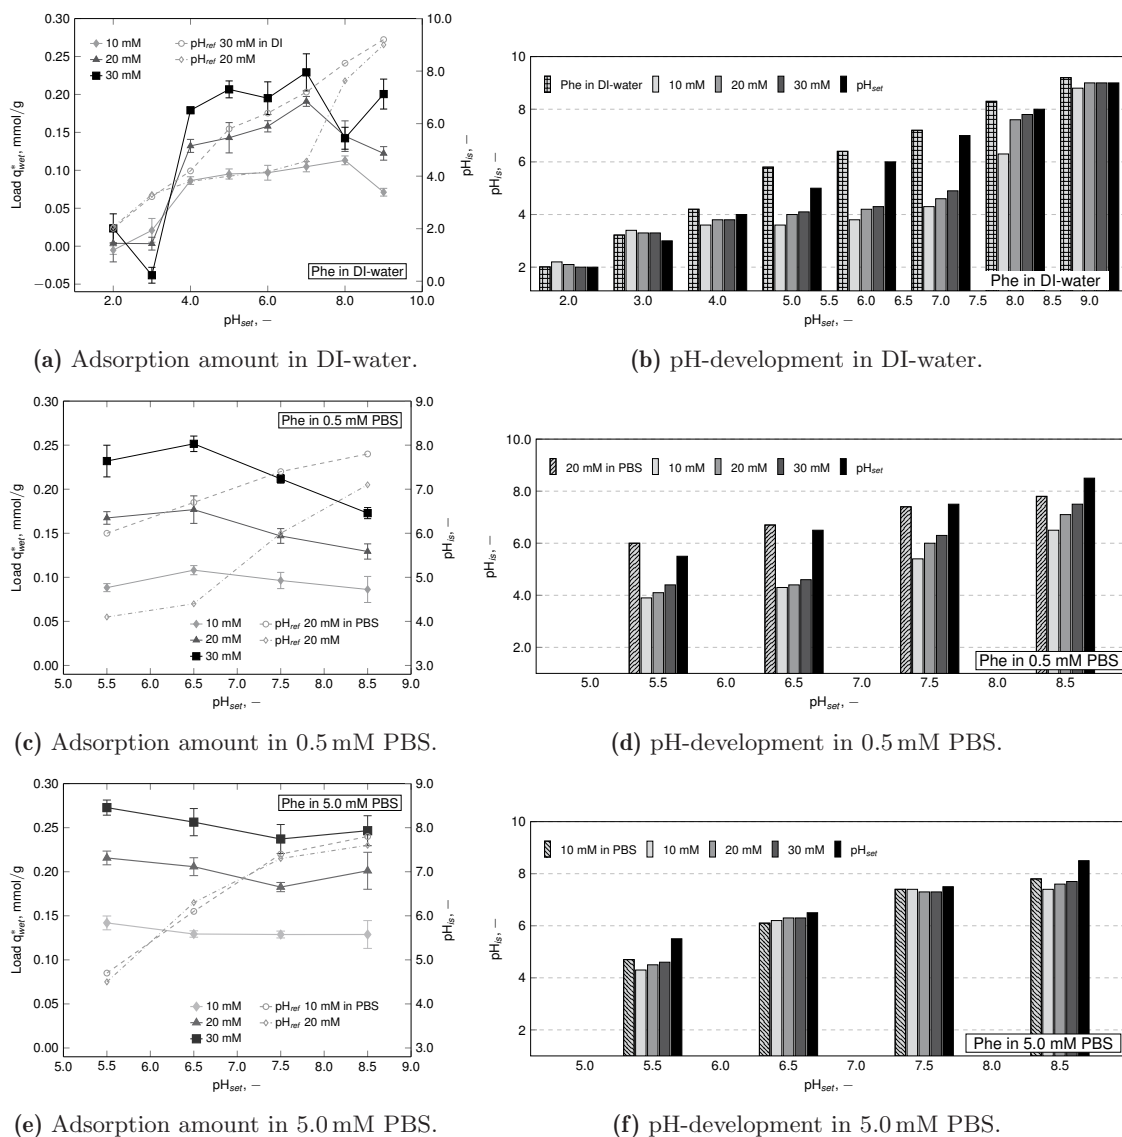 0.30
0.25
0.20
0.15
0.10
0.05
0.00
−0.05
Load q*wet, mmol/g
10 mM
20 mM
30 mM
pHref 30 mM in DI
pHref 20 mM
Phe in DI-water
10.0
8.0
6.0
4.0
2.0
0.0
pHis, –
2.0 4.0 6.0 8.0 10.0
pHset, –
(a) Adsorption amount in DI-water.
10
8
6
4
2
pHis, –
Phe in DI-water 10 mM 20 mM 30 mM pHset
Phe in DI-water
2.0 3.0 4.0 5.0 5.5 6.0 6.5 7.0 7.5 8.0 8.5 9.0
pHset, –
(b) pH-development in DI-water.
0.30
0.25
0.20
0.15
0.10
0.05
0.00
Load q*wet, mmol/g
Phe in 0.5 mM PBS
10 mM
20 mM
30 mM
pHref 20 mM in PBS
pHref 20 mM
9.0
8.0
7.0
6.0
5.0
4.0
3.0
pHis, –
5.0 5.5 6.0 6.5 7.0 7.5 8.0 8.5 9.0
pHset, –
(c) Adsorption amount in 0.5 mM PBS.
10.0
8.0
6.0
4.0
2.0
pHis, –
20 mM in PBS 10 mM 20 mM 30 mM pHset
Phe in 0.5 mM PBS
5.0 5.5 6.0 6.5 7.0 7.5 8.0 8.5
pHset, –
(d) pH-development in 0.5 mM PBS.
0.30
0.25
0.20
0.15
0.10
0.05
0.00
Load q*wet, mmol/g
Phe in 5.0 mM PBS
10 mM
20 mM
30 mM
pHref 10 mM in PBS
pHref 20 mM
9.0
8.0
7.0
6.0
5.0
4.0
3.0
pHis, –
5.0 5.5 6.0 6.5 7.0 7.5 8.0 8.5 9.0
pHset, –
(e) Adsorption amount in 5.0 mM PBS.
10
8
6
4
2
pHis, –
10 mM in PBS 10 mM 20 mM 30 mM pHset
Phe in 5.0 mM PBS
5.0 5.5 6.0 6.5 7.0 7.5 8.0 8.5
pHset, –
(f) pH-development in 5.0 mM PBS.